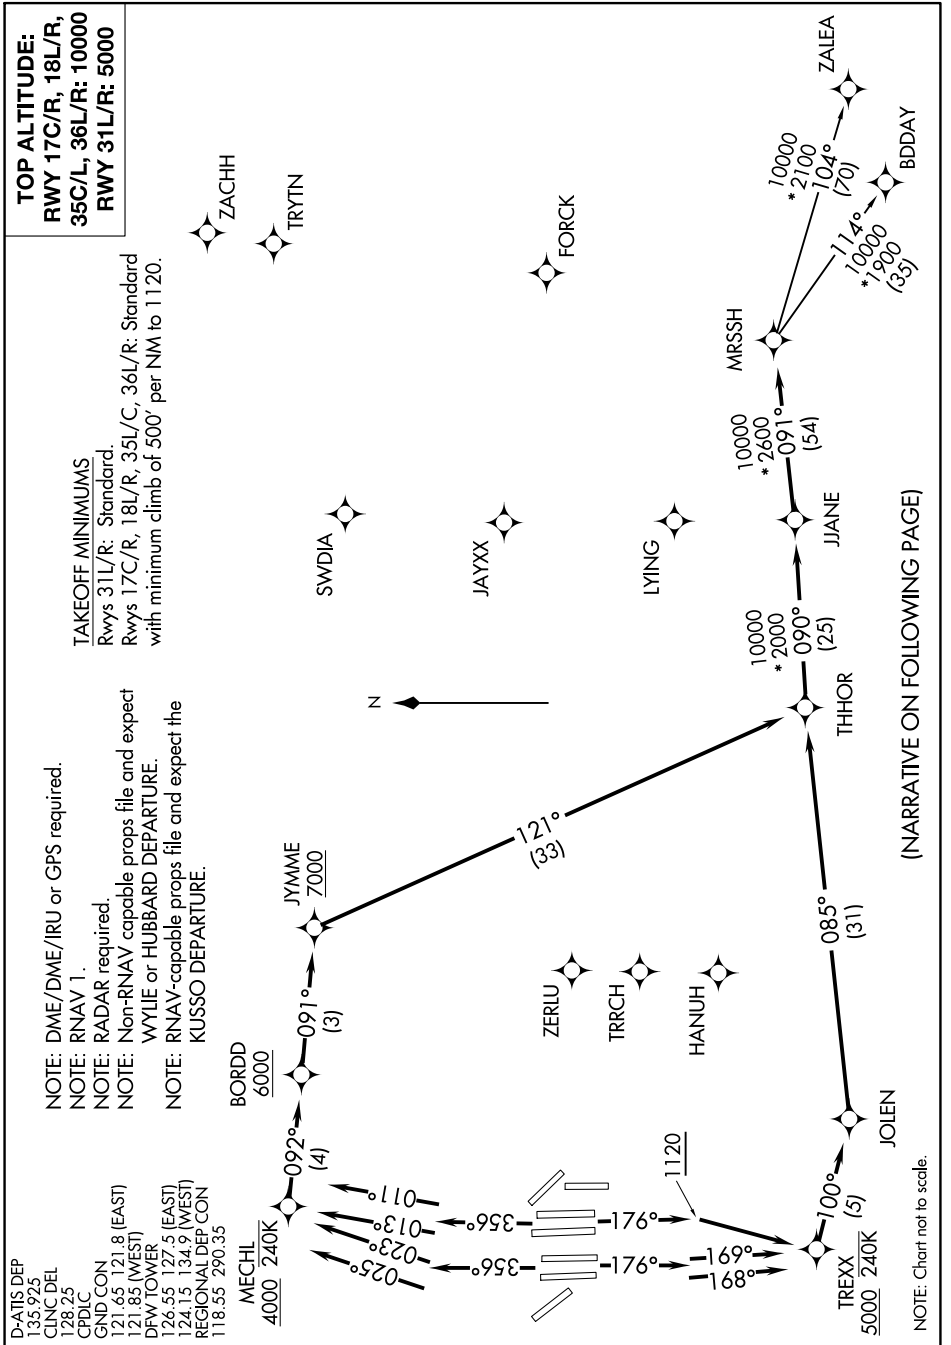 TOP ALTITUDE:
RWY 17C/R, 18L/R,
35C/L, 36L/R: 10000
RWY 31L/R: 5000
D-ATIS DEP
135.925
CLNC DEL
128.25
CPDLC
GND CON
121.65 121.8 (EAST)
121.85 (WEST)
DFW TOWER
126.55 127.5 (EAST)
124.15 134.9 (WEST)
REGIONAL DEP CON
118.55 290.35
NOTE: DME/DME/IRU or GPS required.
NOTE: RNAV 1.
NOTE: RADAR required.
NOTE: Non-RNAV capable props file and expect
WYLIE or HUBBARD DEPARTURE.
NOTE: RNAV-capable props file and expect the
KUSSO DEPARTURE.
TAKEOFF MINIMUMS
Rwys 31L/R: Standard.
Rwys 17C/R, 18L/R, 35L/C, 36L/R: Standard
with minimum climb of 500' per NM to 1120.
ZACHH
TRYTN
FORCK
SWDIA
JAYXX
LYING
N
MECHL
4000 240K
092°
(4)
BORDD
6000
091°
(3)
JYMME
7000
121°
(33)
ZERLU
TRRCH
HANUH
025°
023°
013°
011°
356°
356°
176°
176°
1120
168°
169°
TREXX
5000 240K
100°
(5)
JOLEN
085°
(31)
THHOR
10000
*2000
090°
(25)
JJANE
10000
*2600
091°
(54)
MRSSH
10000
*2100
104°
(70)
ZALEA
114°
10000
*1900
(35)
BDDAY
(NARRATIVE ON FOLLOWING PAGE)
NOTE: Chart not to scale.